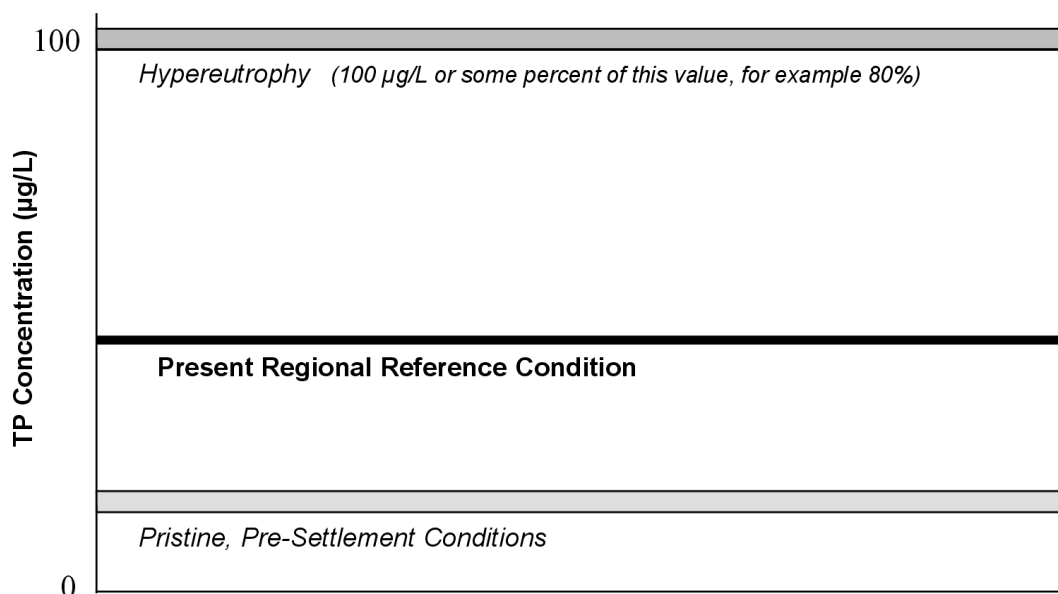 100
Hypereutrophy (100 µg/L or some percent of this value, for example 80%)
TP Concentration (µg/L)
Present Regional Reference Condition
Pristine, Pre-Settlement Conditions
0